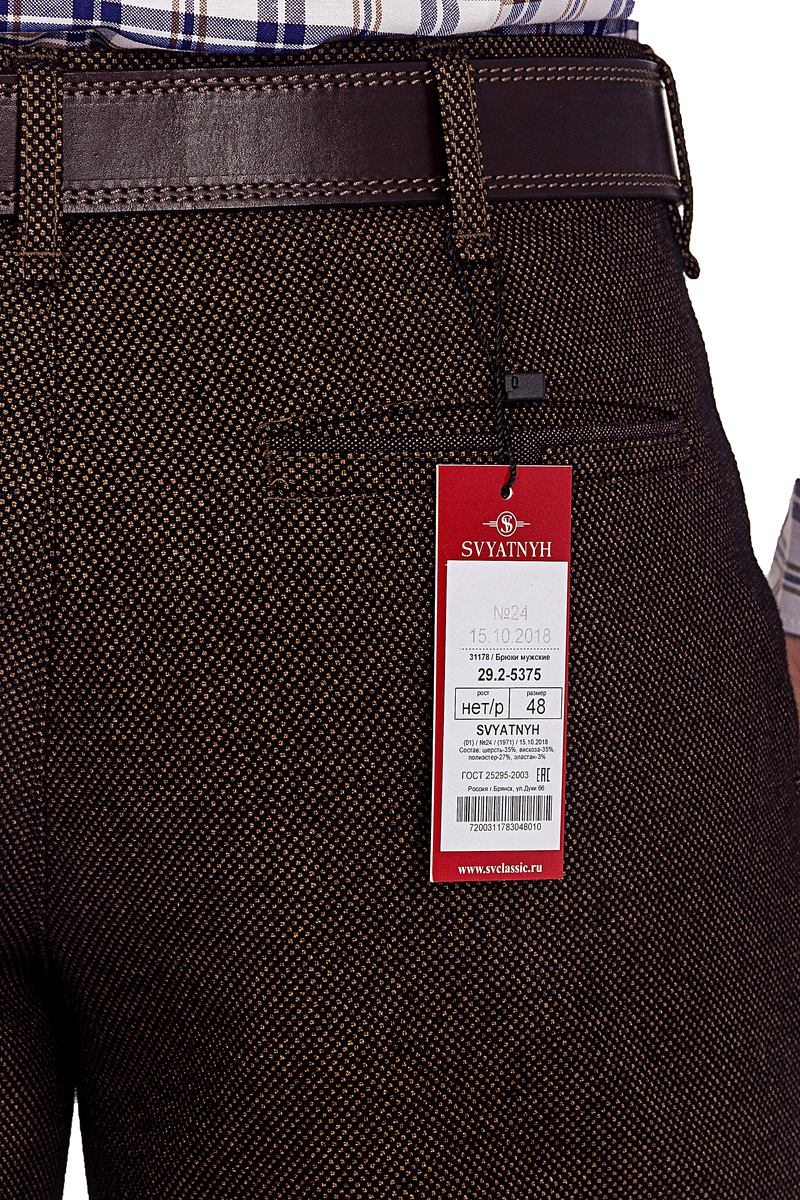 S
SVYATNYH
№24
15.10.2018
31178 / Брюки мужские
29.2-5375
рост размер
нет/р 48
SVYATNYH
(01) / №24 / (1971) / 15.10.2018
Состав: шерсть-35%, вискоза-35%,
полиэстер-27%, эластан-3%
ГОСТ 25295-2003 EAC
Россия г.Брянск, ул.Дуки 66
7200311783048010
www.svclassic.ru